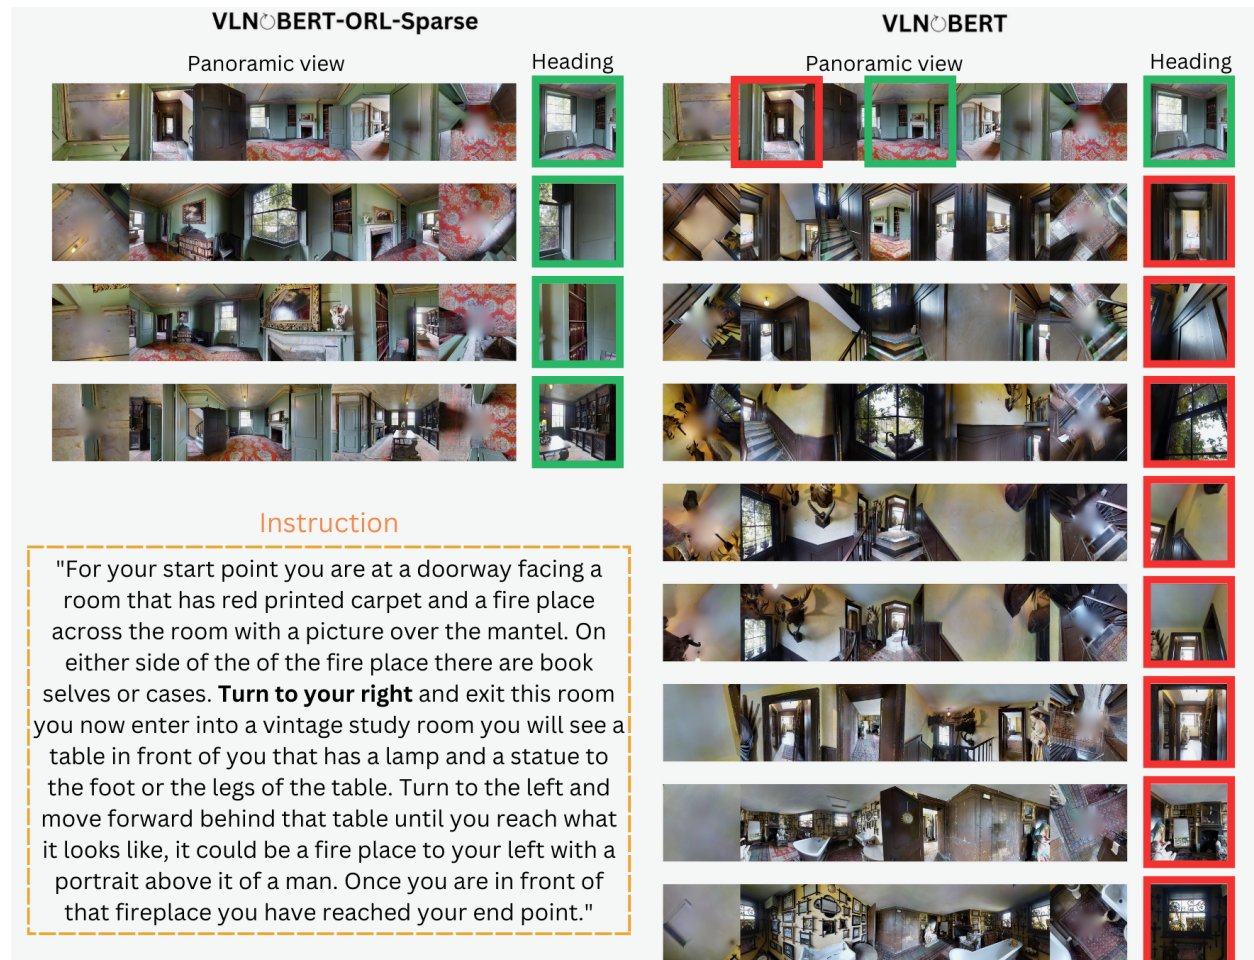 VLN↻BERT-ORL-Sparse
VLN↻BERT
Panoramic view
Heading
Panoramic view
Heading
Instruction
"For your start point you are at a doorway facing a
room that has red printed carpet and a fire place
across the room with a picture over the mantel. On
either side of the of the fire place there are book
selves or cases. Turn to your right and exit this room
you now enter into a vintage study room you will see a
table in front of you that has a lamp and a statue to
the foot or the legs of the table. Turn to the left and
move forward behind that table until you reach what
it looks like, it could be a fire place to your left with a
portrait above it of a man. Once you are in front of
that fireplace you have reached your end point."